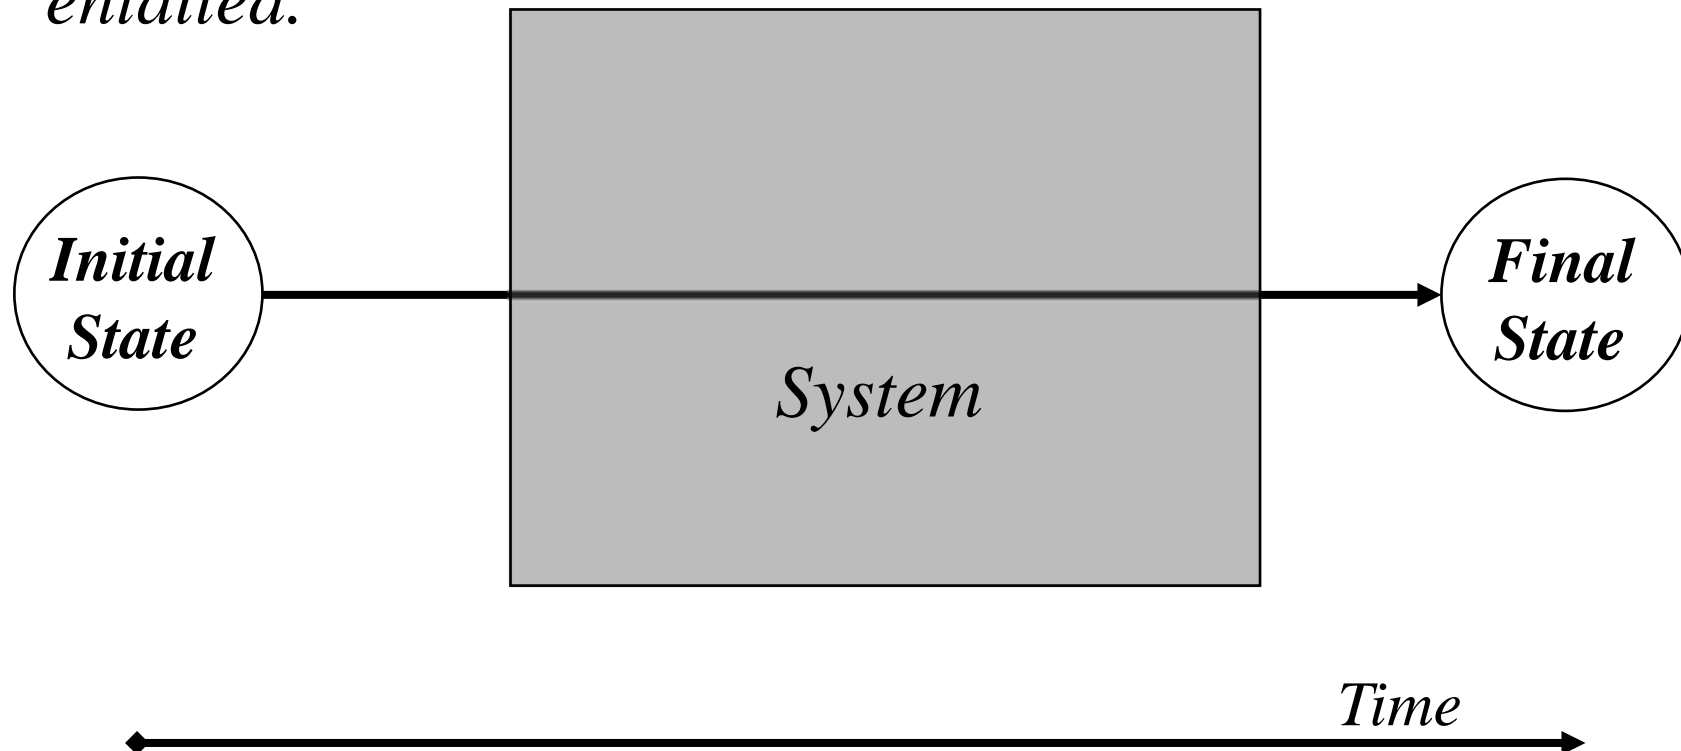 entailed.
Initial
State
System
Final
State
Time